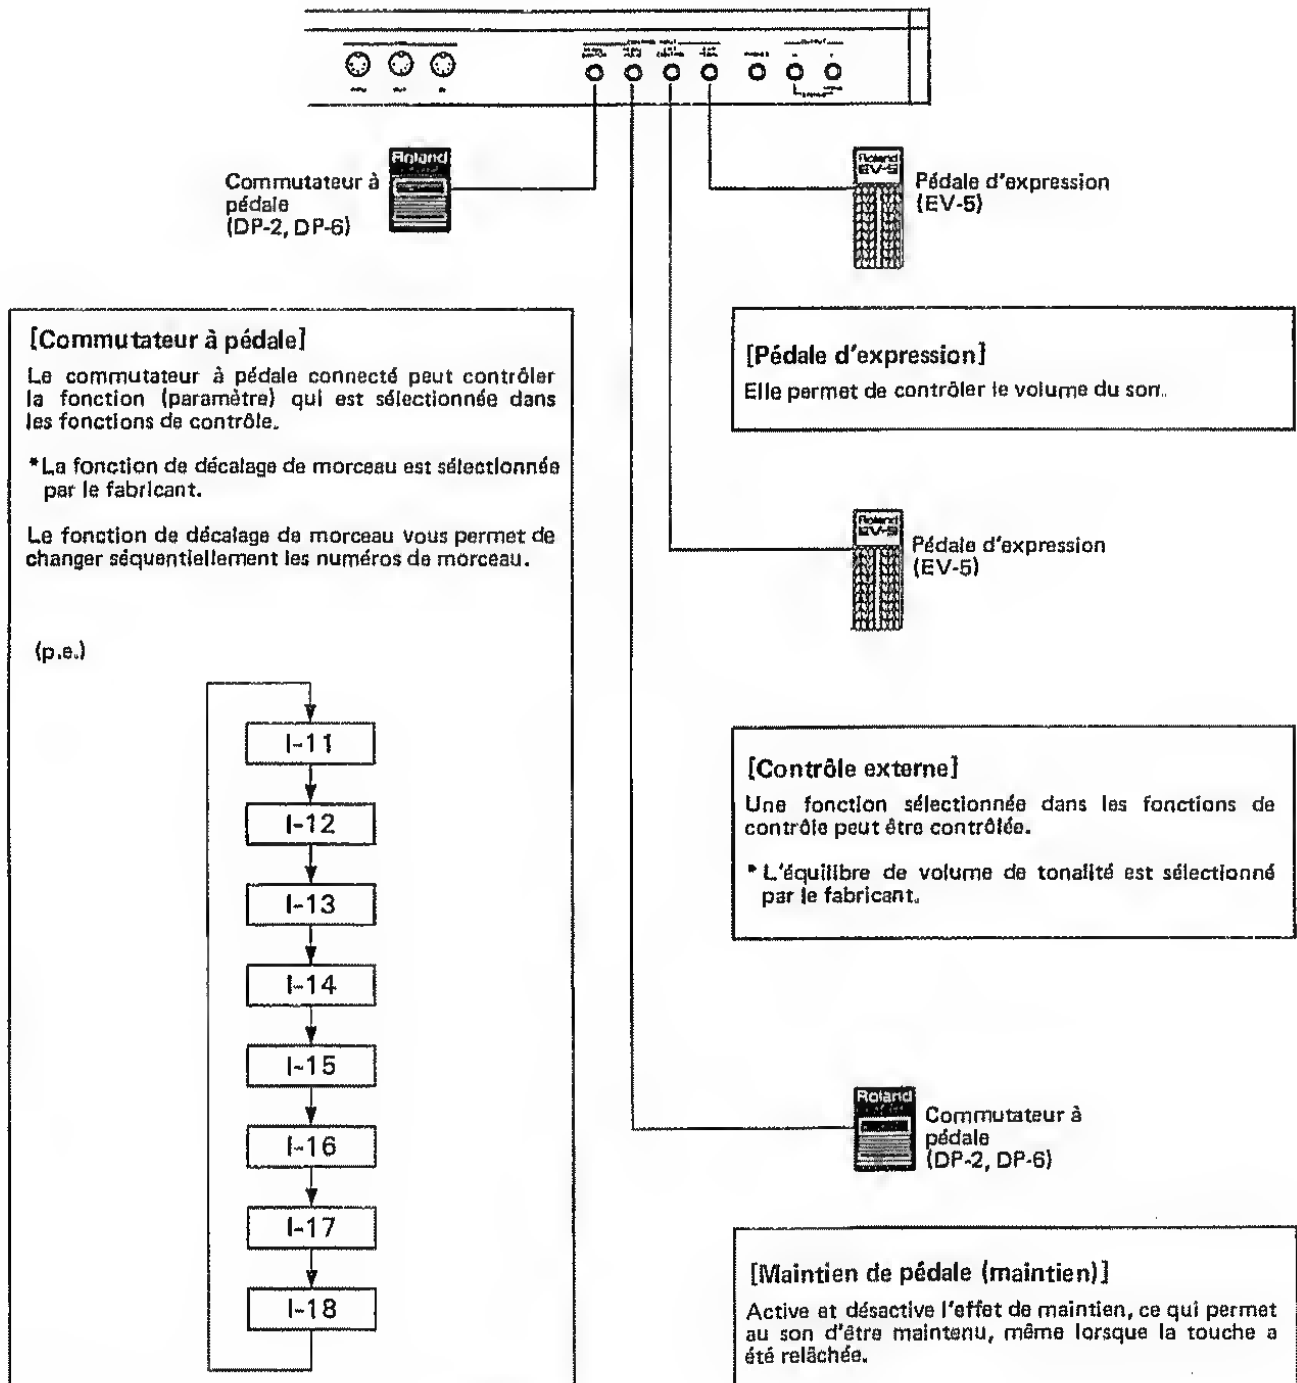 Roland
Commutateur à
pédale
(DP-2, DP-6)
Roland
EV-5
Pédale d'expression
(EV-5)
[Commutateur à pédale]
Le commutateur à pédale connecté peut contrôler
la fonction (paramètre) qui est sélectionnée dans
les fonctions de contrôle.
*La fonction de décalage de morceau est sélectionnée
par le fabricant.
Le fonction de décalage de morceau vous permet de
changer séquentiellement les numéros de morceau.
(p.e.)
I-11
I-12
I-13
I-14
I-15
I-16
I-17
I-18
[Pédale d'expression]
Elle permet de contrôler le volume du son.
Roland
EV-5
Pédale d'expression
(EV-5)
[Contrôle externe]
Une fonction sélectionnée dans les fonctions de
contrôle peut être contrôlée.
* L'équilibre de volume de tonalité est sélectionné
par le fabricant.
Roland
Commutateur à
pédale
(DP-2, DP-6)
[Maintien de pédale (maintien)]
Active et désactive l'effet de maintien, ce qui permet
au son d'être maintenu, même lorsque la touche a
été relâchée.